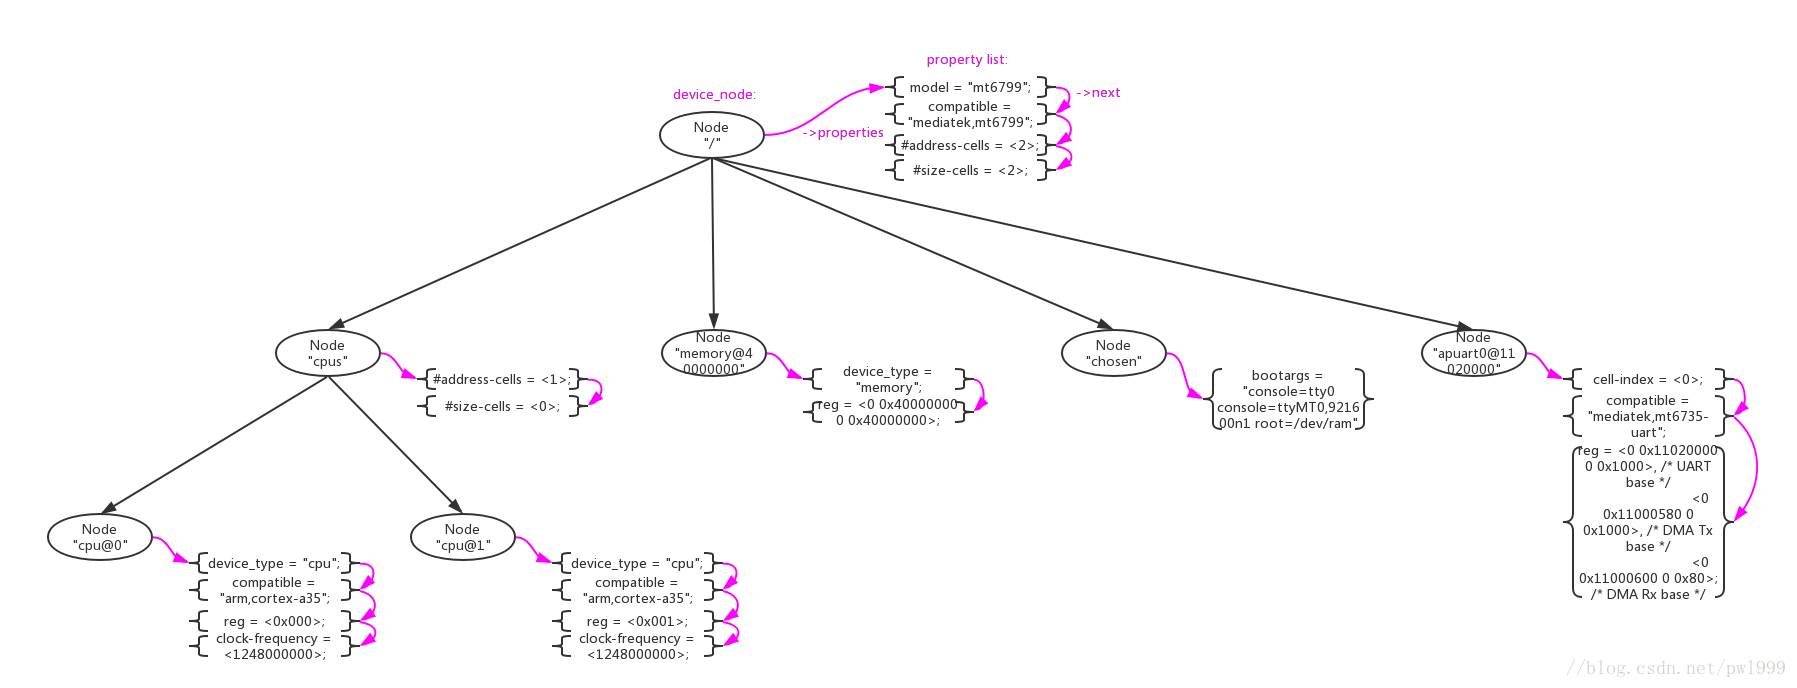 property list:
device_node:
model = "mt6799";
->next
compatible =
"mediatek,mt6799";
Node
"/"
->properties
#address-cells = <2>;
#size-cells = <2>;
Node
"cpus"
#address-cells = <1>;
#size-cells = <0>;
Node
"memory@4
0000000"
device_type =
"memory";
reg = <0 0x40000000
0 0x40000000>;
Node
"chosen"
bootargs =
"console=tty0
console=ttyMT0,9216
00n1 root=/dev/ram"
Node
"apuart0@11
020000"
cell-index = <0>;
compatible =
"mediatek,mt6735-
uart";
reg = <0 0x11020000
0 0x1000>, /* UART
base */
<0
0x11000580 0
0x1000>, /* DMA Tx
base */
<0
0x11000600 0 0x80>;
/* DMA Rx base */
Node
"cpu@0"
device_type = "cpu";
compatible =
"arm,cortex-a35";
reg = <0x000>;
clock-frequency =
<1248000000>;
Node
"cpu@1"
device_type = "cpu";
compatible =
"arm,cortex-a35";
reg = <0x001>;
clock-frequency =
<1248000000>;
//blog.csdn.net/pwl999